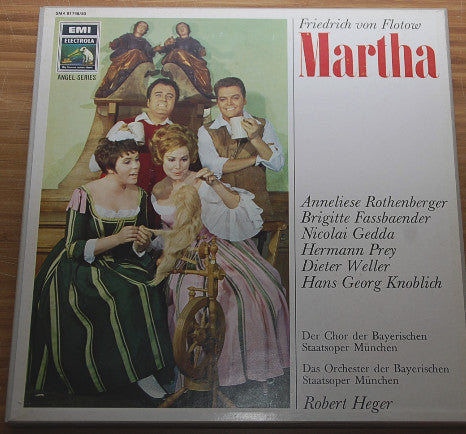 Friedrich von Flotow
Martha
EMI
ELECTROLA
ANGEL SERIES
Anneliese Rothenberger
Brigitte Fassbaender
Nicolai Gedda
Hermann Prey
Dieter Weller
Hans Georg Knoblich
Der Chor der Bayerischen
Staatsoper München
Das Orchester der Bayerischen
Staatsoper München
Robert Heger